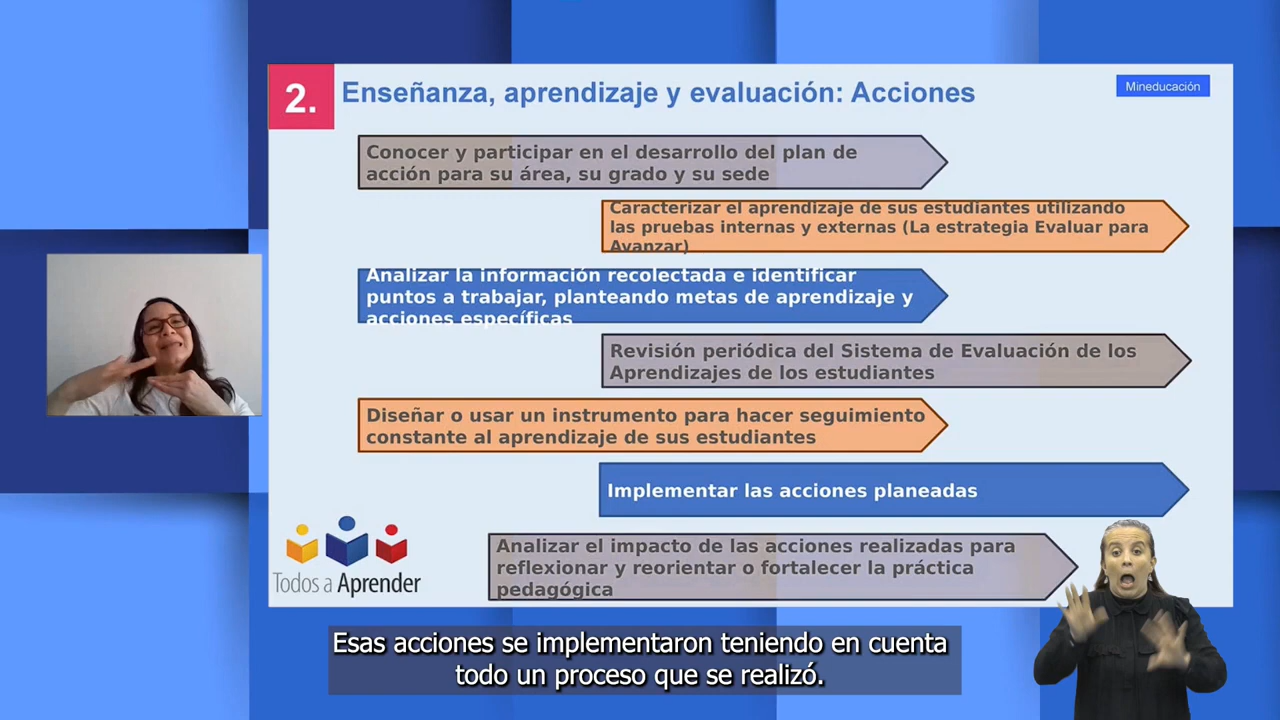 2.
Enseñanza, aprendizaje y evaluación: Acciones
Mineducación
Conocer y participar en el desarrollo del plan de
acción para su área, su grado y su sede
Caracterizar el aprendizaje de sus estudiantes utilizando
las pruebas internas y externas (La estrategia Evaluar para
Avanzar)
Analizar la información recolectada e identificar
puntos a trabajar, planteando metas de aprendizaje y
acciones específicas
Revisión periódica del Sistema de Evaluación de los
Aprendizajes de los estudiantes
Diseñar o usar un instrumento para hacer seguimiento
constante al aprendizaje de sus estudiantes
Implementar las acciones planeadas
Analizar el impacto de las acciones realizadas para
reflexionar y reorientar o fortalecer la práctica
pedagógica
Todos a Aprender
Esas acciones se implementaron teniendo en cuenta
todo un proceso que se realizó.